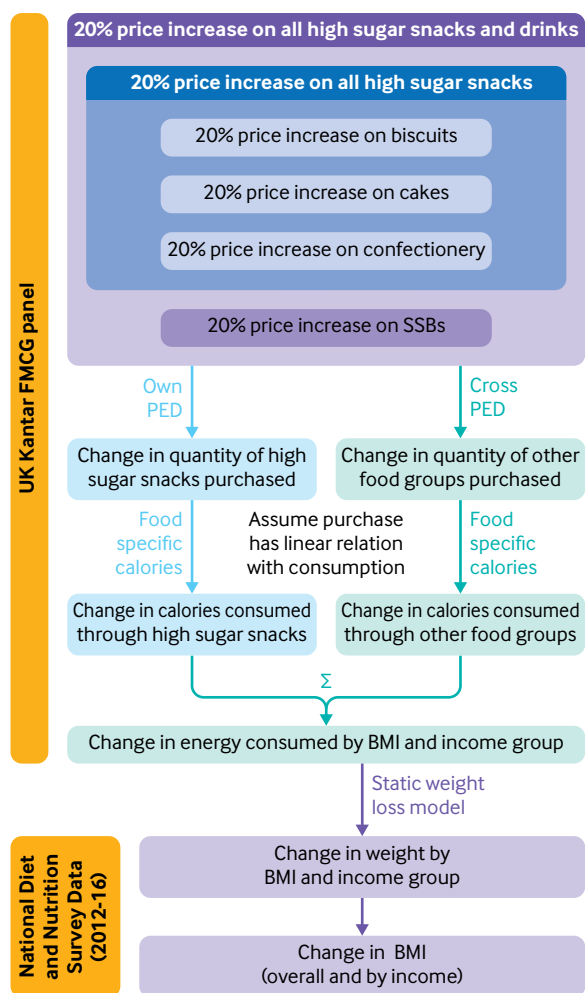 20% price increase on all high sugar snacks and drinks
20% price increase on all high sugar snacks
20% price increase on biscuits
20% price increase on cakes
20% price increase on confectionery
20% price increase on SSBs
UK Kantar FMCG panel
Own
PED
Cross
PED
Change in quantity of high
sugar snacks purchased
Change in quantity of other
food groups purchased
Food
specific
calories
Assume purchase
has linear relation
with consumption
Food
specific
calories
Change in calories consumed
through high sugar snacks
Change in calories consumed
through other food groups
Σ
Change in energy consumed by BMI and income group
Static weight
loss model
National Diet
and Nutrition
Survey Data
(2012-16)
Change in weight by
BMI and income group
Change in BMI
(overall and by income)